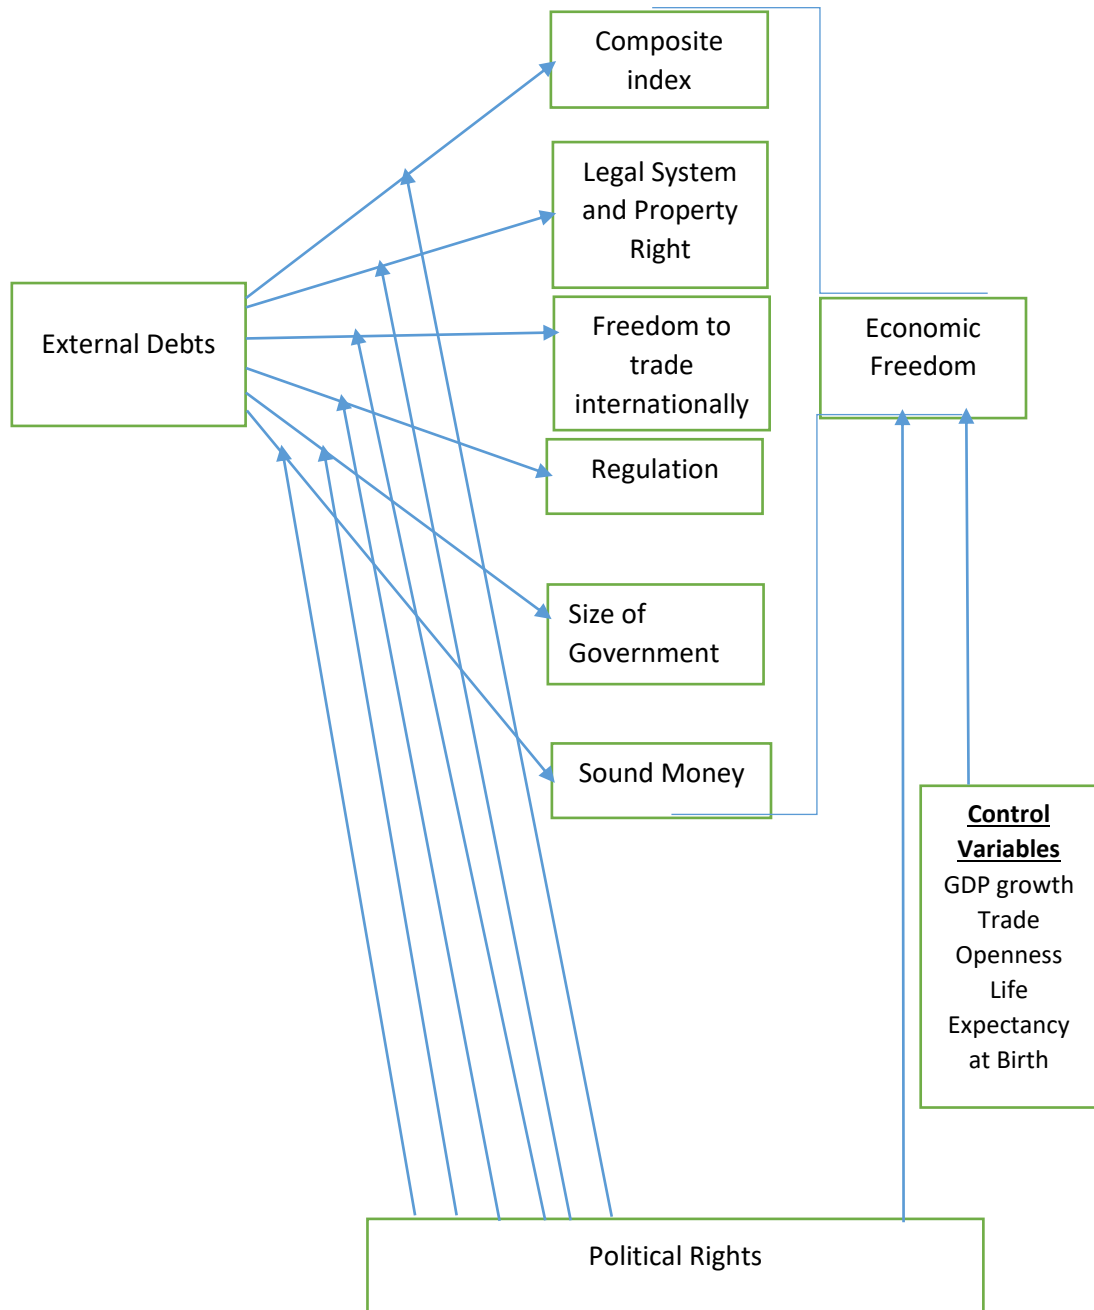 Composite
index
Legal System
and Property
Right
External Debts
Freedom to
trade
internationally
Economic
Freedom
Regulation
Size of
Government
Sound Money
Control
Variables
GDP growth
Trade
Openness
Life
Expectancy
at Birth
Political Rights